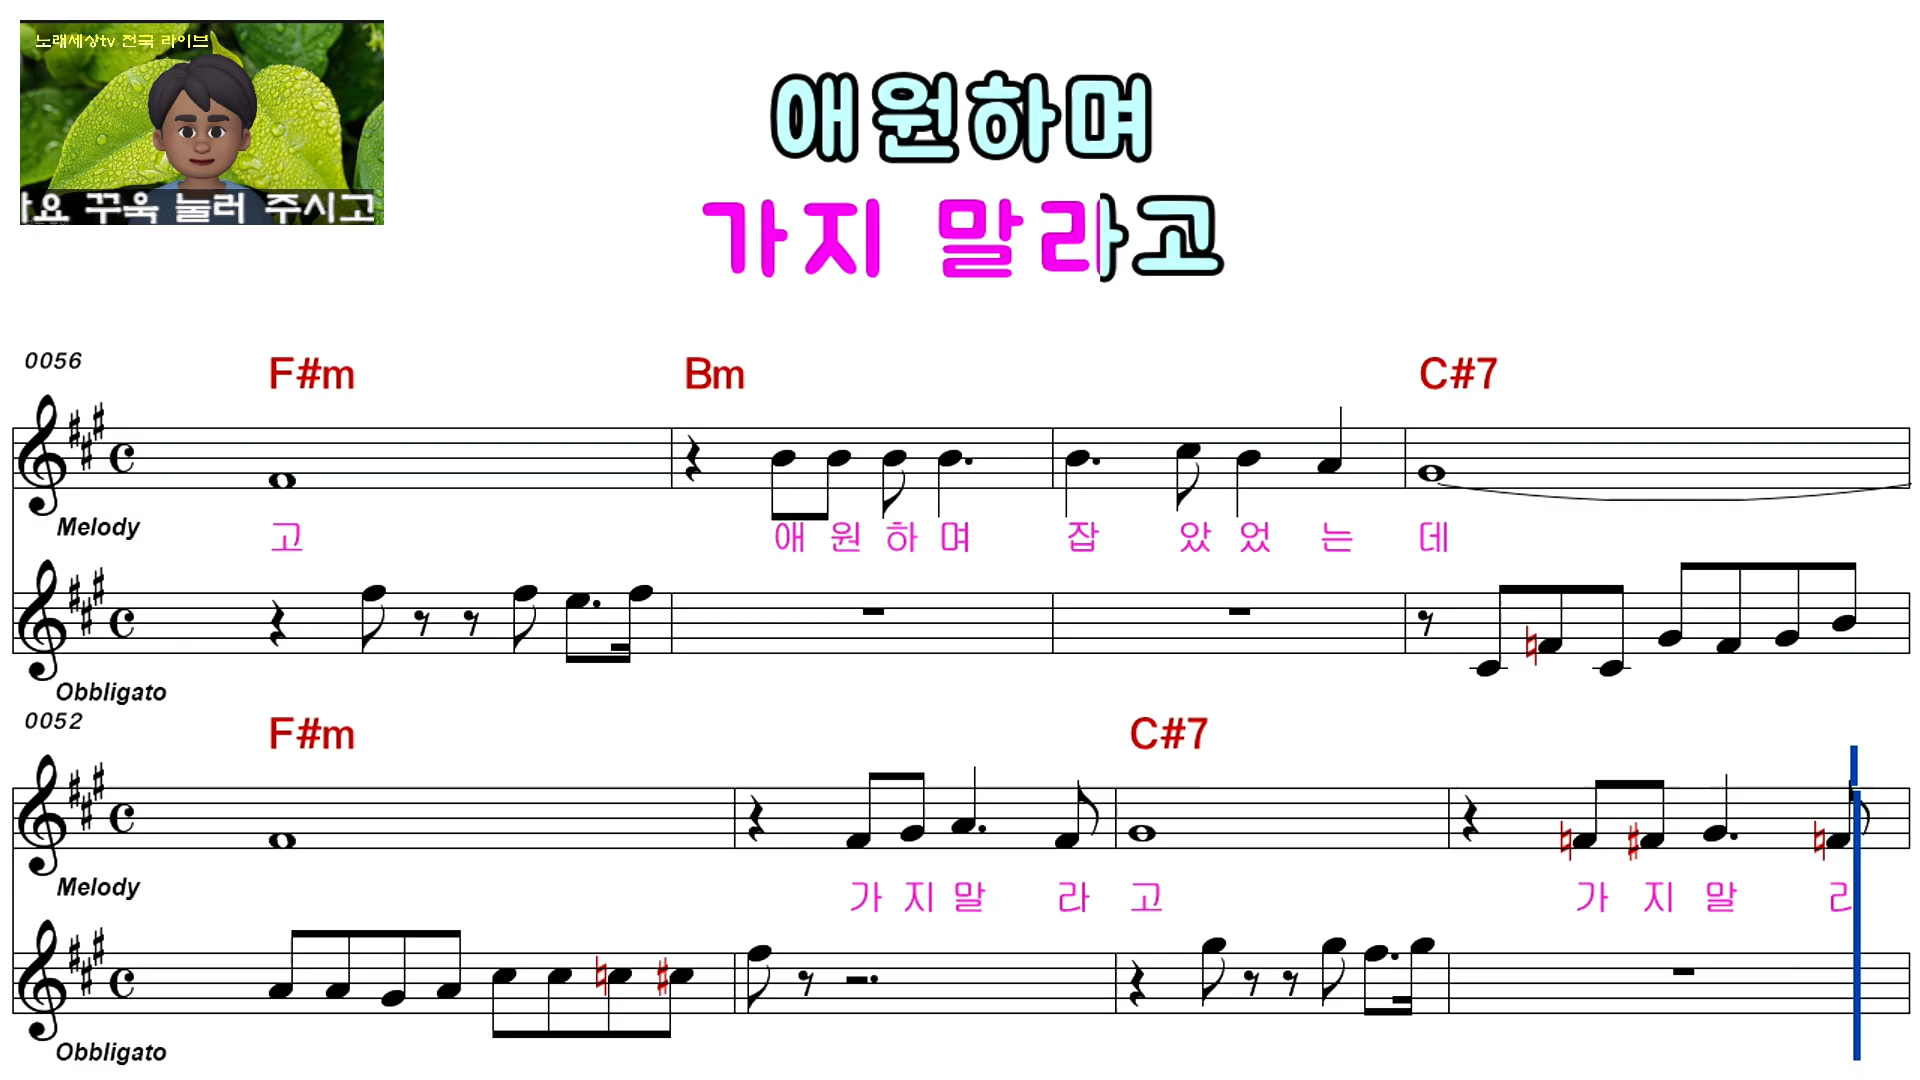 노래세상tv 전국 라이브
요 꾸욱 눌러 주시고
애원하며
가지 말라고
0056
F#m Bm C#7
Melody
고 애 원 하 며 잡 았 었 는 데
Obbligato
0052
F#m C#7
Melody
가 지 말 라 고 가 지 말
Obbligato